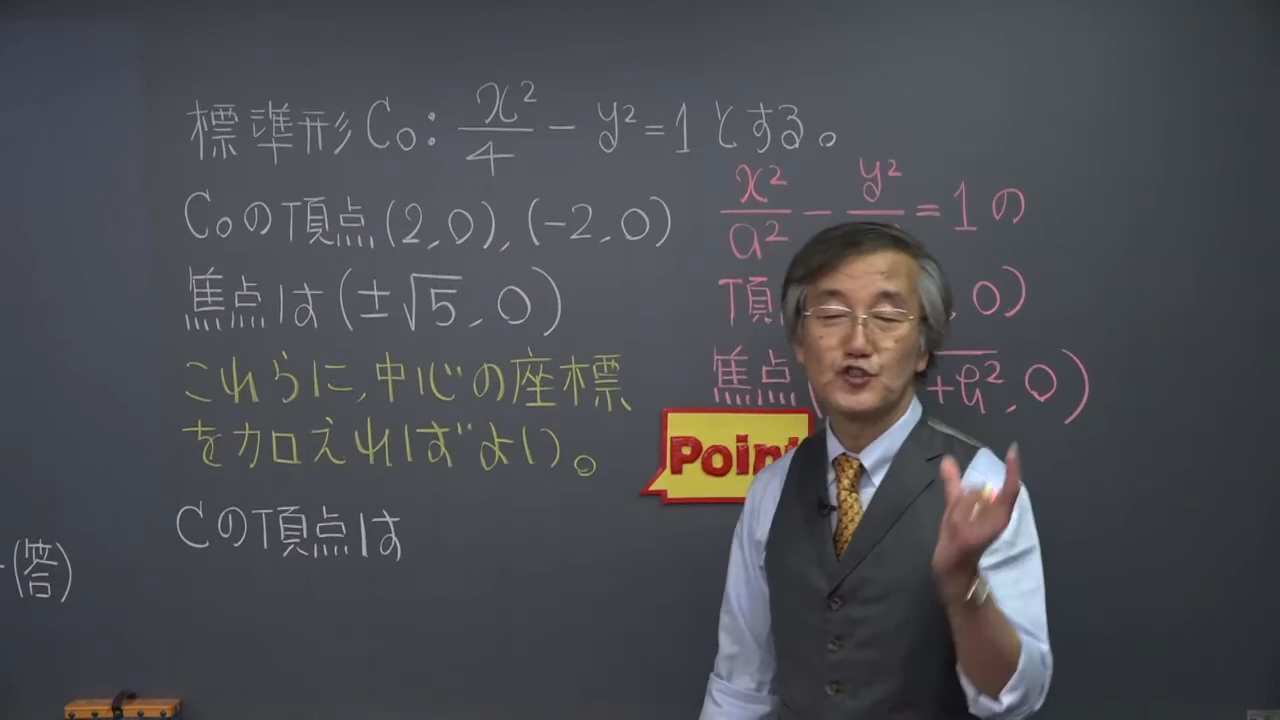 標準形C₀: x²/4 - y² = 1 とする。
C₀の頂点(2,0), (-2,0)
焦点は(±√5, 0)
これらに,中心の座標
を加えればよい。
Cの頂点は
(答)
x²/a² - y²/ = 1 の
頂 , 0)
焦点( +b², 0)
Point